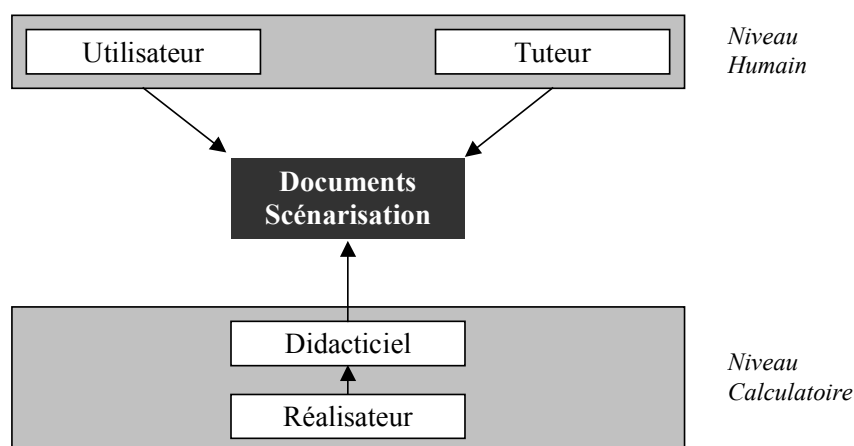 Utilisateur
Tuteur
Niveau
Humain
Documents
Scénarisation
Didacticiel
Réalisateur
Niveau
Calculatoire